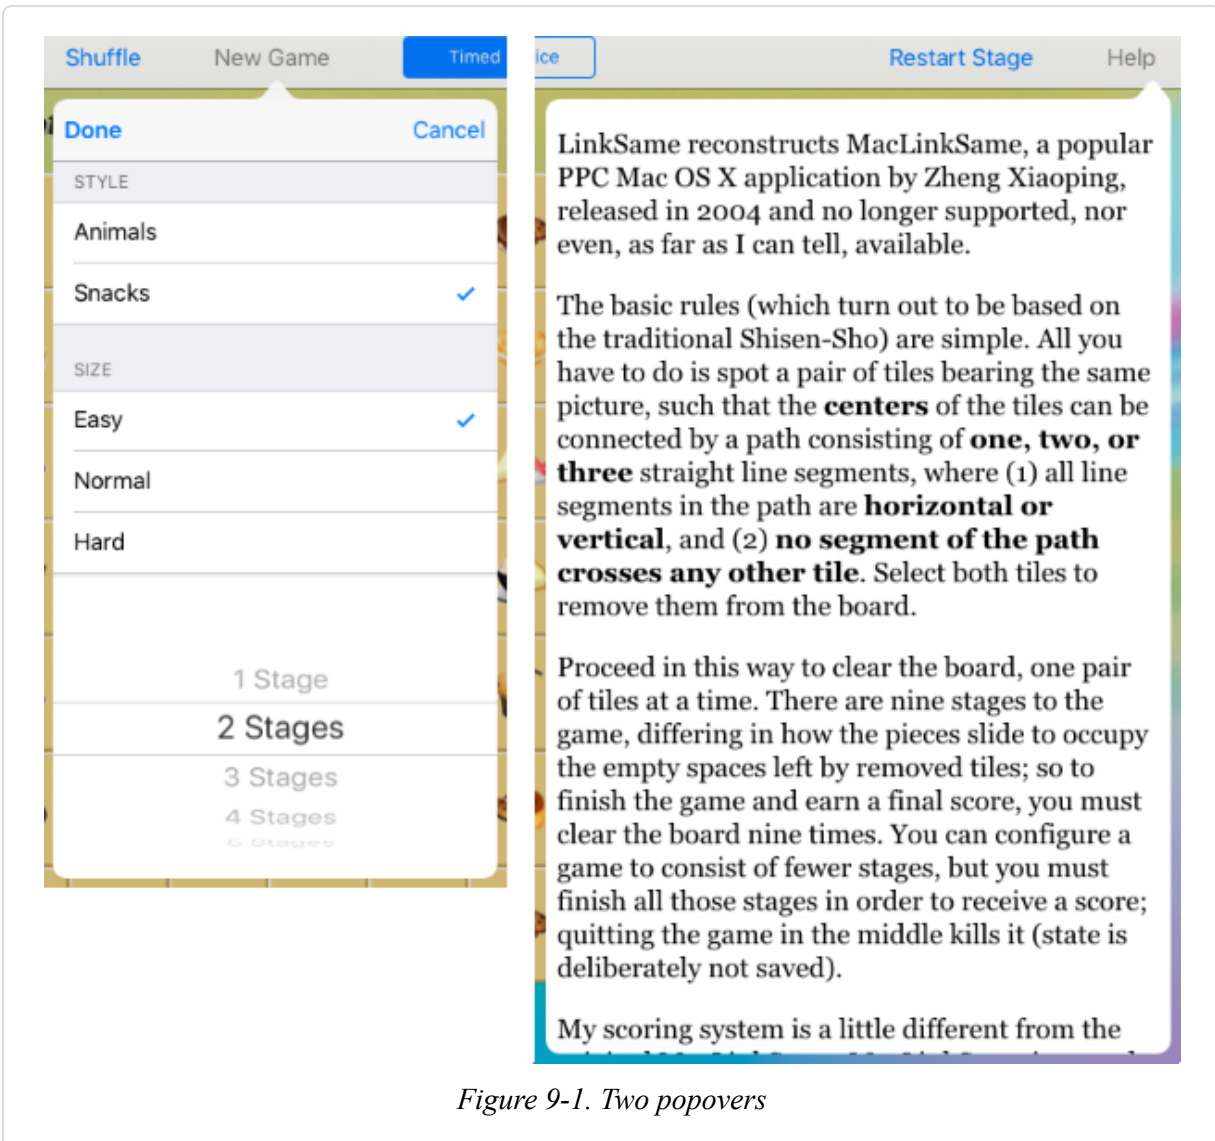 Shuffle New Game Timed
Done Cancel
STYLE
Animals
Snacks
SIZE
Easy
Normal
Hard
1 Stage
2 Stages
3 Stages
4 Stages
ice Restart Stage Help
LinkSame reconstructs MacLinkSame, a popular
PPC Mac OS X application by Zheng Xiaoping,
released in 2004 and no longer supported, nor
even, as far as I can tell, available.
The basic rules (which turn out to be based on
the traditional Shisen-Sho) are simple. All you
have to do is spot a pair of tiles bearing the same
picture, such that the centers of the tiles can be
connected by a path consisting of one, two, or
three straight line segments, where (1) all line
segments in the path are horizontal or
vertical, and (2) no segment of the path
crosses any other tile. Select both tiles to
remove them from the board.
Proceed in this way to clear the board, one pair
of tiles at a time. There are nine stages to the
game, differing in how the pieces slide to occupy
the empty spaces left by removed tiles; so to
finish the game and earn a final score, you must
clear the board nine times. You can configure a
game to consist of fewer stages, but you must
finish all those stages in order to receive a score;
quitting the game in the middle kills it (state is
deliberately not saved).
My scoring system is a little different from the
Figure 9-1. Two popovers